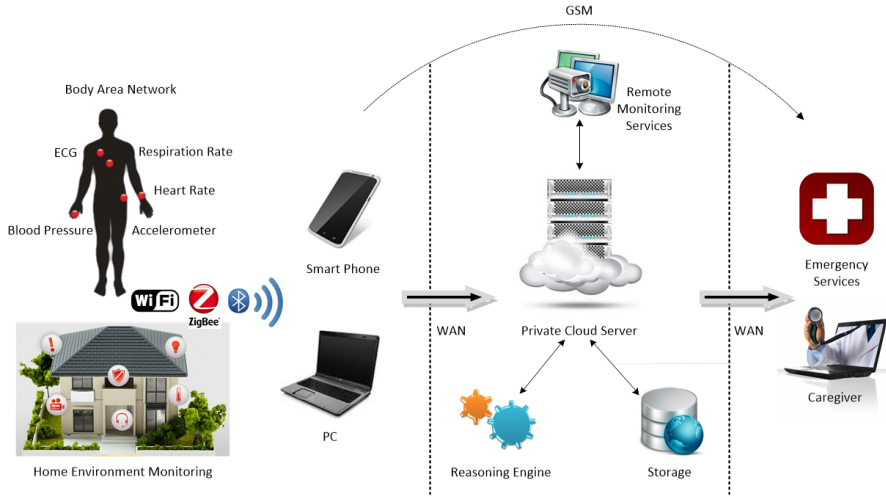 GSM
Body Area Network
ECG
Respiration Rate
Heart Rate
Blood Pressure
Accelerometer
WiFi
ZigBee
Home Environment Monitoring
Smart Phone
PC
WAN
Remote
Monitoring
Services
Private Cloud Server
Reasoning Engine
Storage
WAN
Emergency
Services
Caregiver